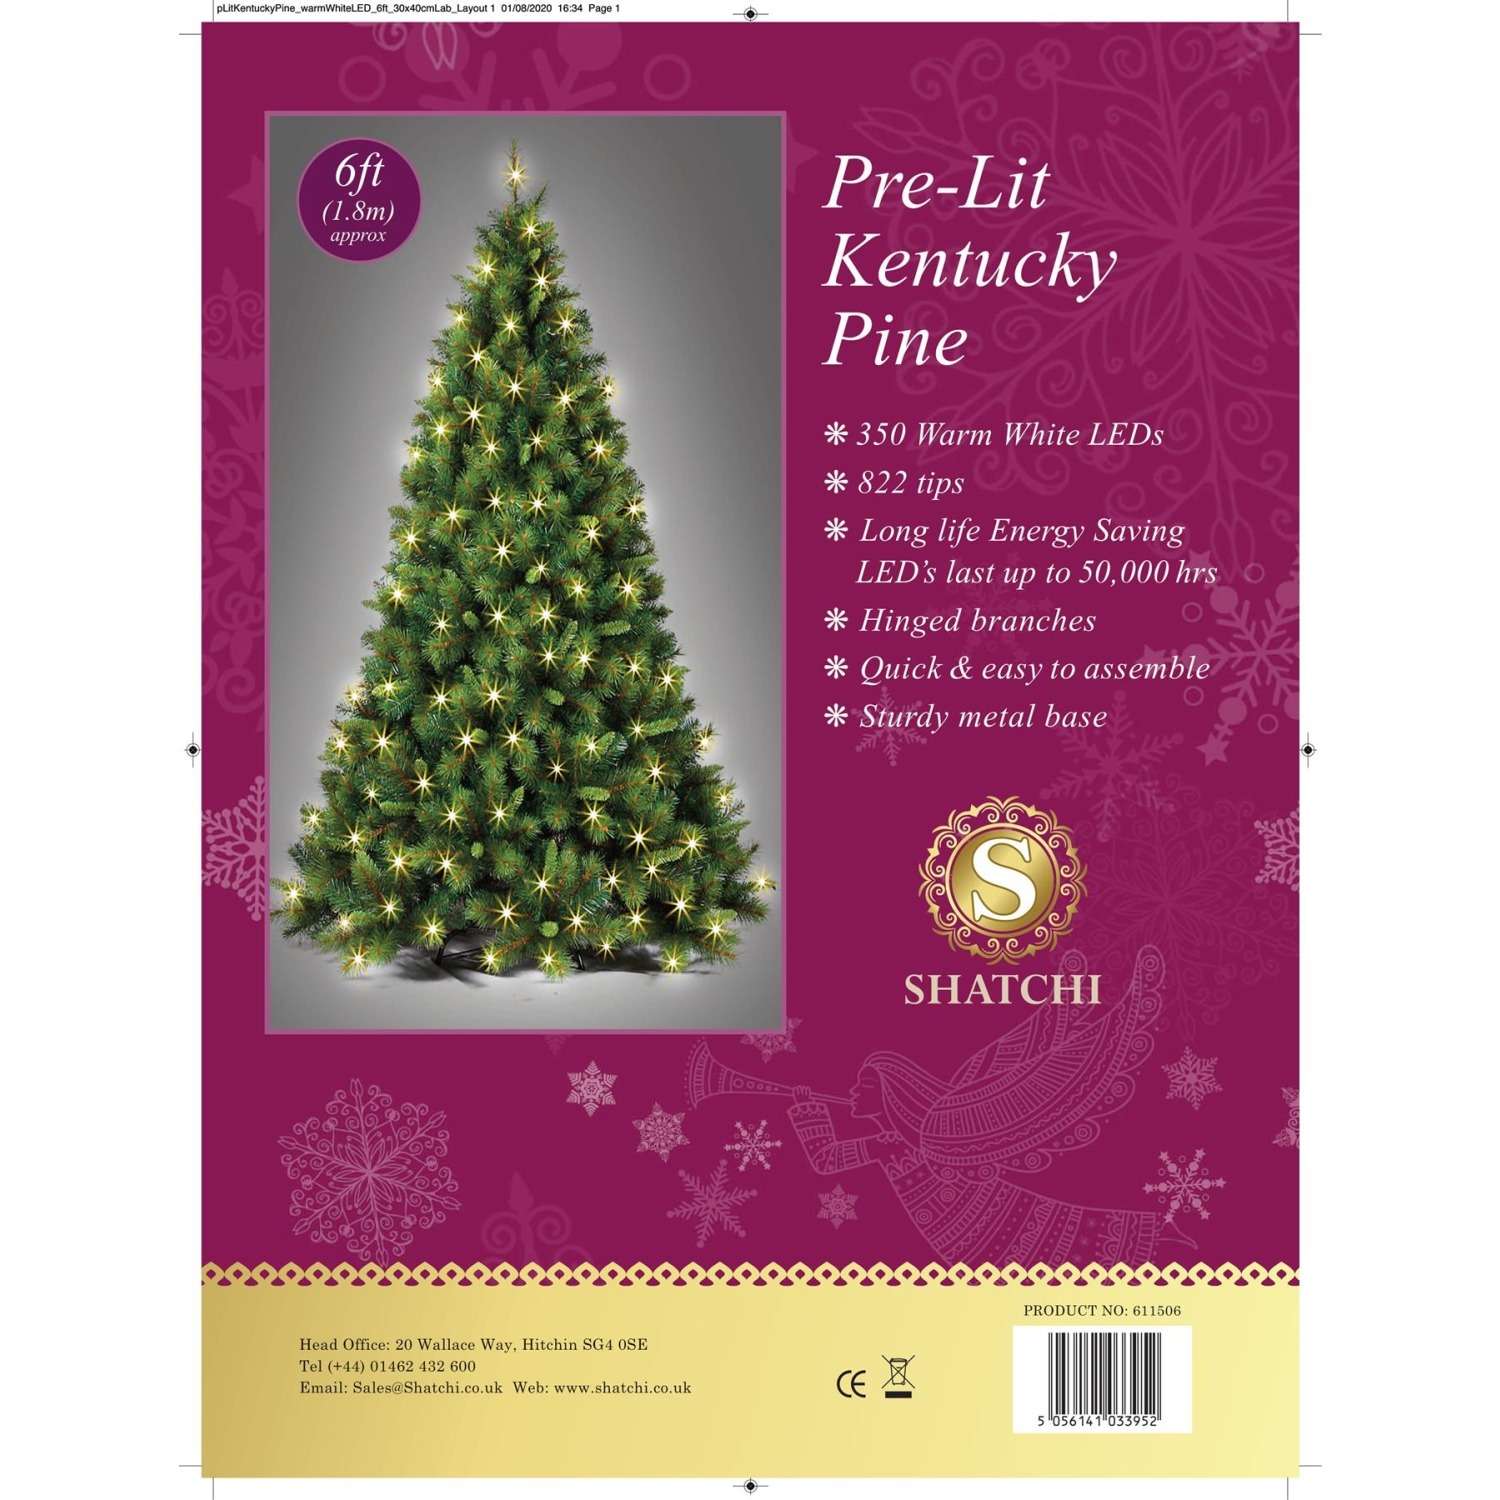 pLitKentuckyPine_warmWhiteLED_6ft_30x40cmLab_Layout 1 01/08/2020 16:34 Page 1
6ft
(1.8m)
approx
Pre-Lit
Kentucky
Pine
350 Warm White LEDs
822 tips
Long life Energy Saving
LED's last up to 50,000 hrs
Hinged branches
Quick & easy to assemble
Sturdy metal base
S
SHATCHI
PRODUCT NO: 611506
Head Office: 20 Wallace Way, Hitchin SG4 0SE
Tel (+44) 01462 432 600
Email: Sales@Shatchi.co.uk Web: www.shatchi.co.uk
CE
5 056141 033952